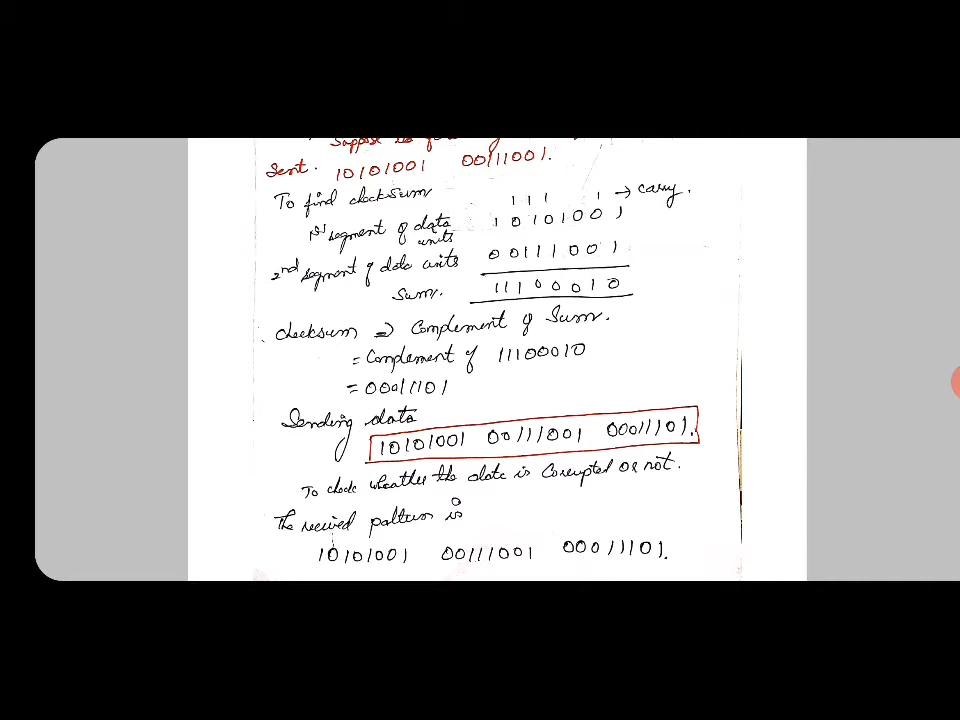 Sent. 10101001 00111001.
To find checksum
111 1 → carry.
1st segment of data units 10101001
2nd segment of data units 00111001
Sum. 11100010
Checksum => Complement of Sum.
= Complement of 11100010
= 00011101
Sending data
10101001 00111001 00011101.
To check wheather the data is Corrupted or not.
The received pattern is
10101001 00111001 00011101.